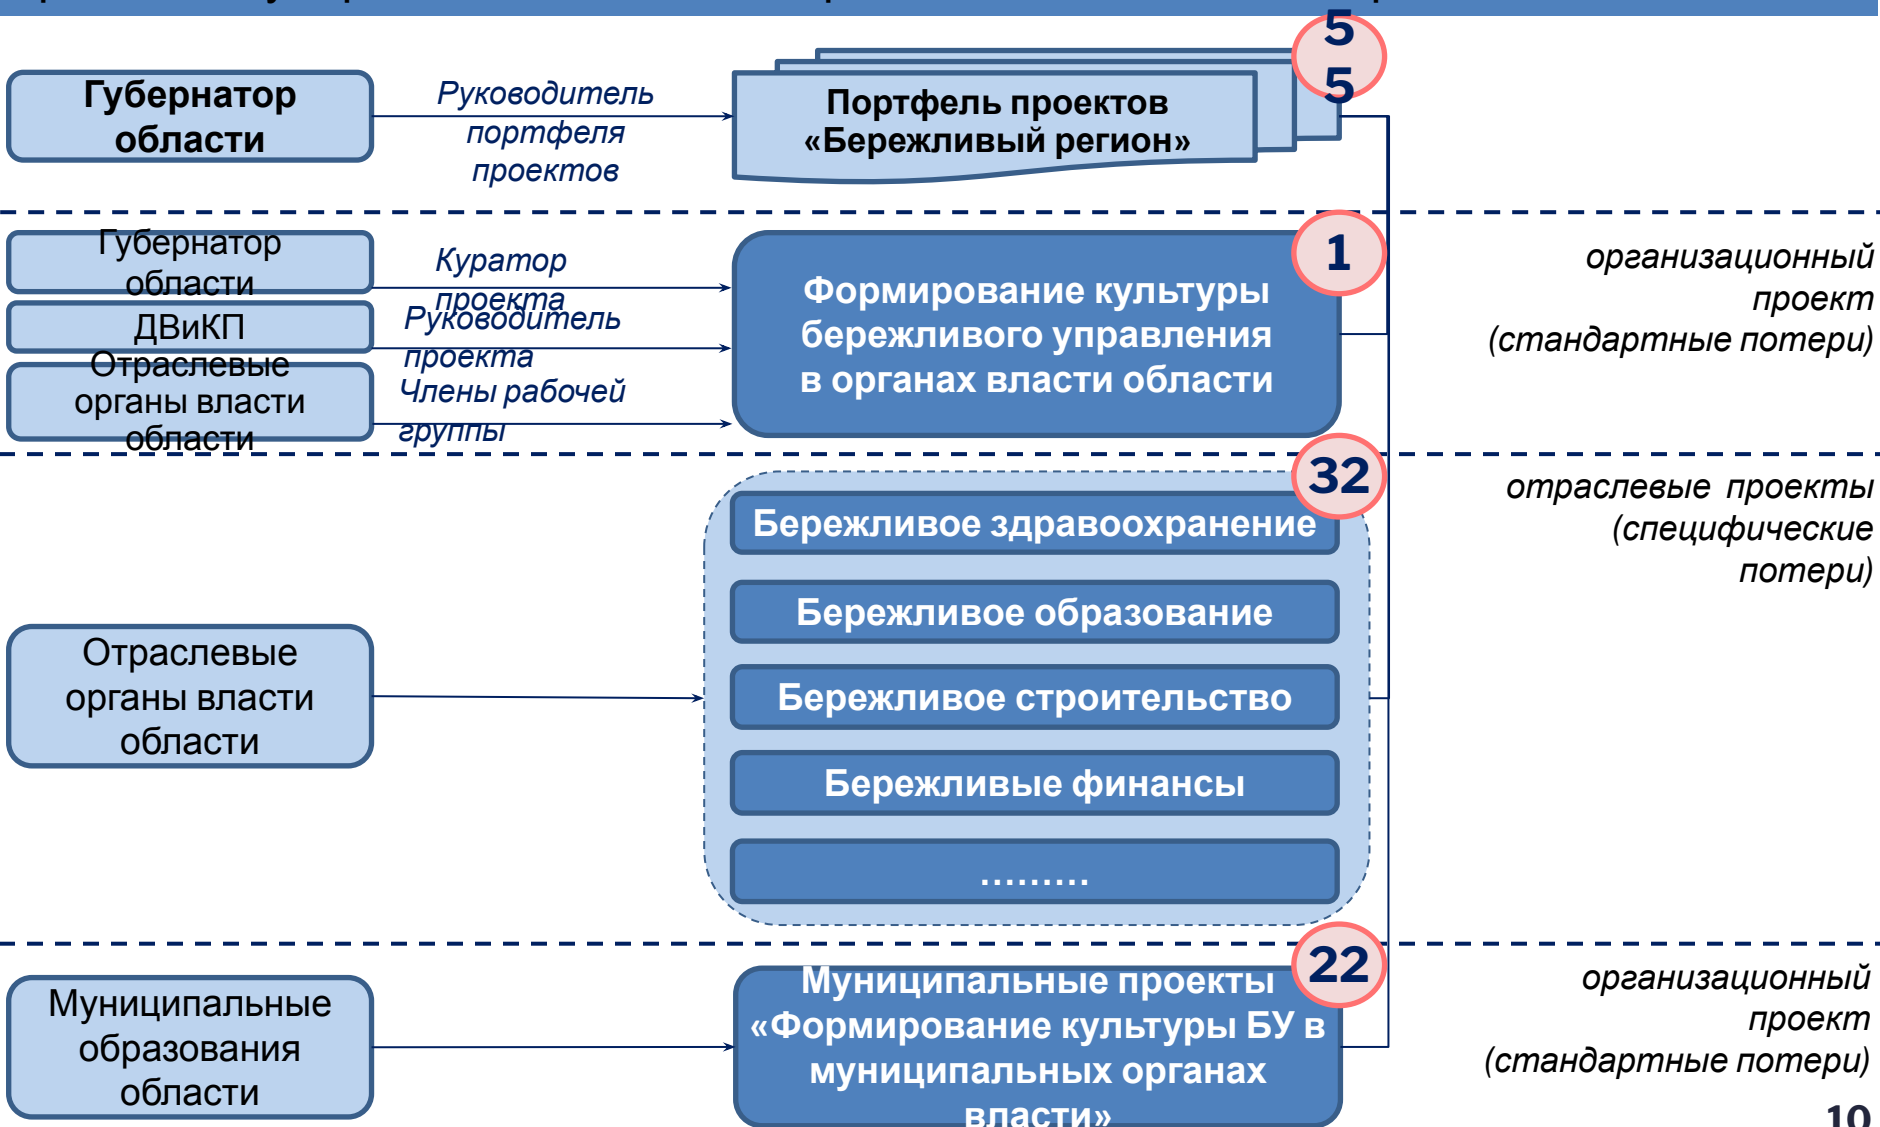 5
5
Губернатор
области
Руководитель
портфеля
проектов
Портфель проектов
«Бережливый регион»
Губернатор
области
Куратор
проекта
ДВиКП
Руководитель
проекта
Отраслевые
органы власти
области
Члены рабочей
группы
1
Формирование культуры
бережливого управления
в органах власти области
организационный
проект
(стандартные потери)
32
Бережливое здравоохранение
Бережливое образование
Бережливое строительство
Бережливые финансы
………
отраслевые проекты
(специфические
потери)
Отраслевые
органы власти
области
22
Муниципальные
образования
области
Муниципальные проекты
«Формирование культуры БУ в
муниципальных органах
власти»
организационный
проект
(стандартные потери)
10